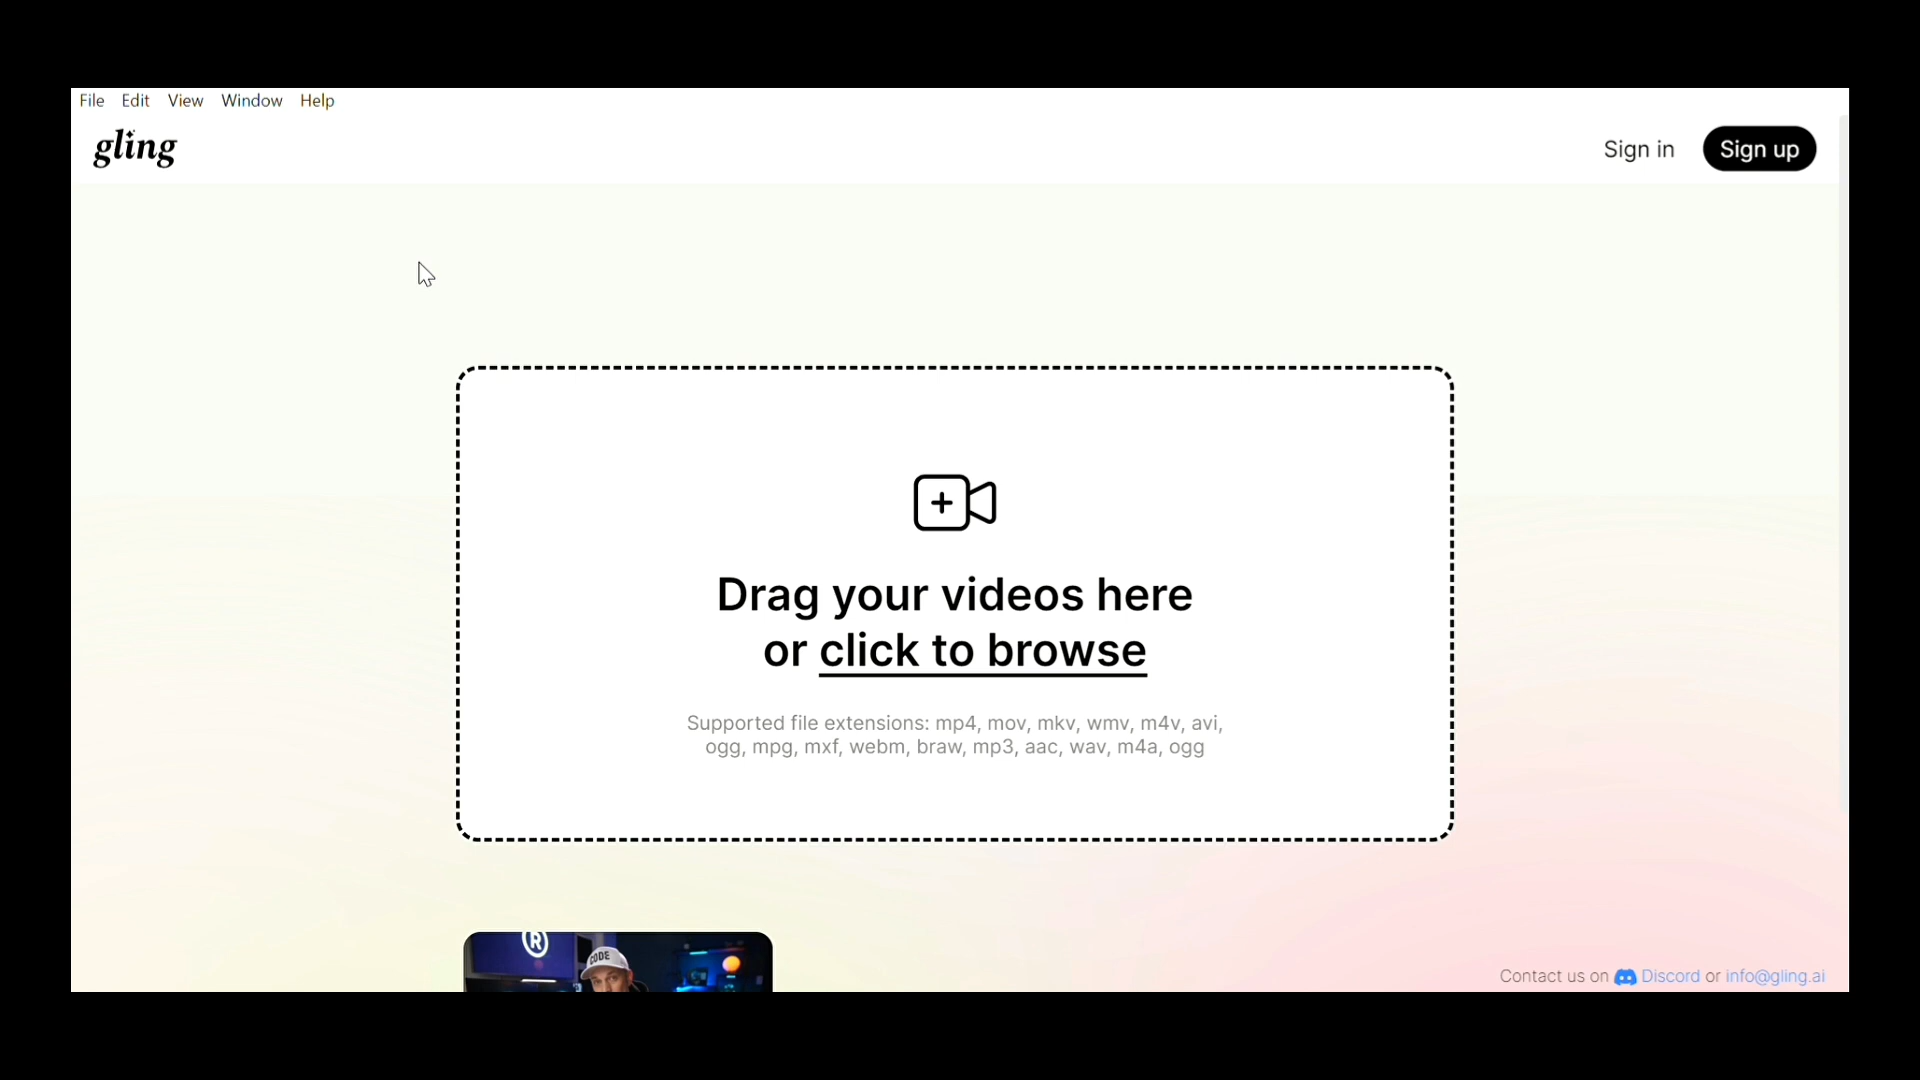 File Edit View Window Help
gling
Sign in Sign up
Drag your videos here
or click to browse
Supported file extensions: mp4, mov, mkv, wmv, m4v, avi,
ogg, mpg, mxf, webm, braw, mp3, aac, wav, m4a, ogg
R
CODE
Contact us on Discord or info@gling.ai